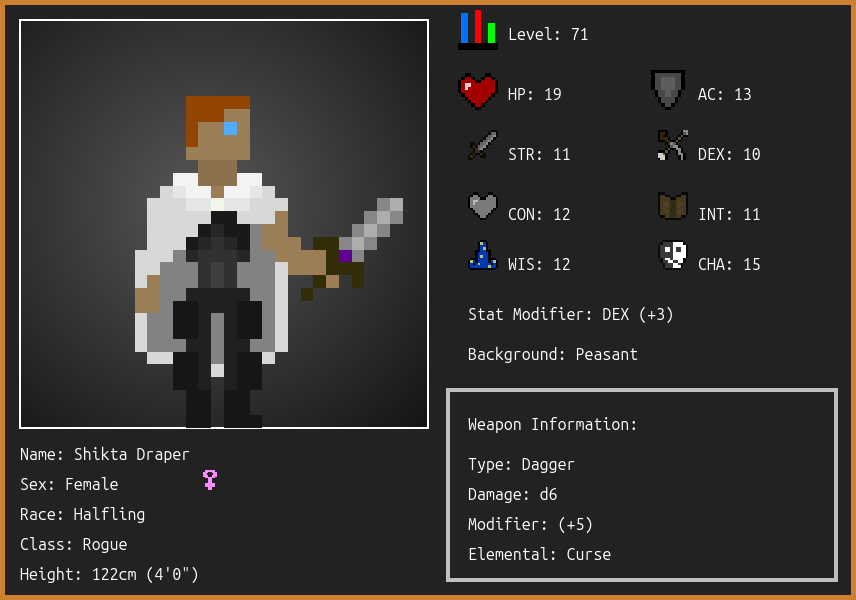 Level: 71
HP: 19
AC: 13
STR: 11
DEX: 10
CON: 12
INT: 11
WIS: 12
CHA: 15
Stat Modifier: DEX (+3)
Background: Peasant
Weapon Information:
Type: Dagger
Damage: d6
Modifier: (+5)
Elemental: Curse
Name: Shikta Draper
Sex: Female
Race: Halfling
Class: Rogue
Height: 122cm (4'0")